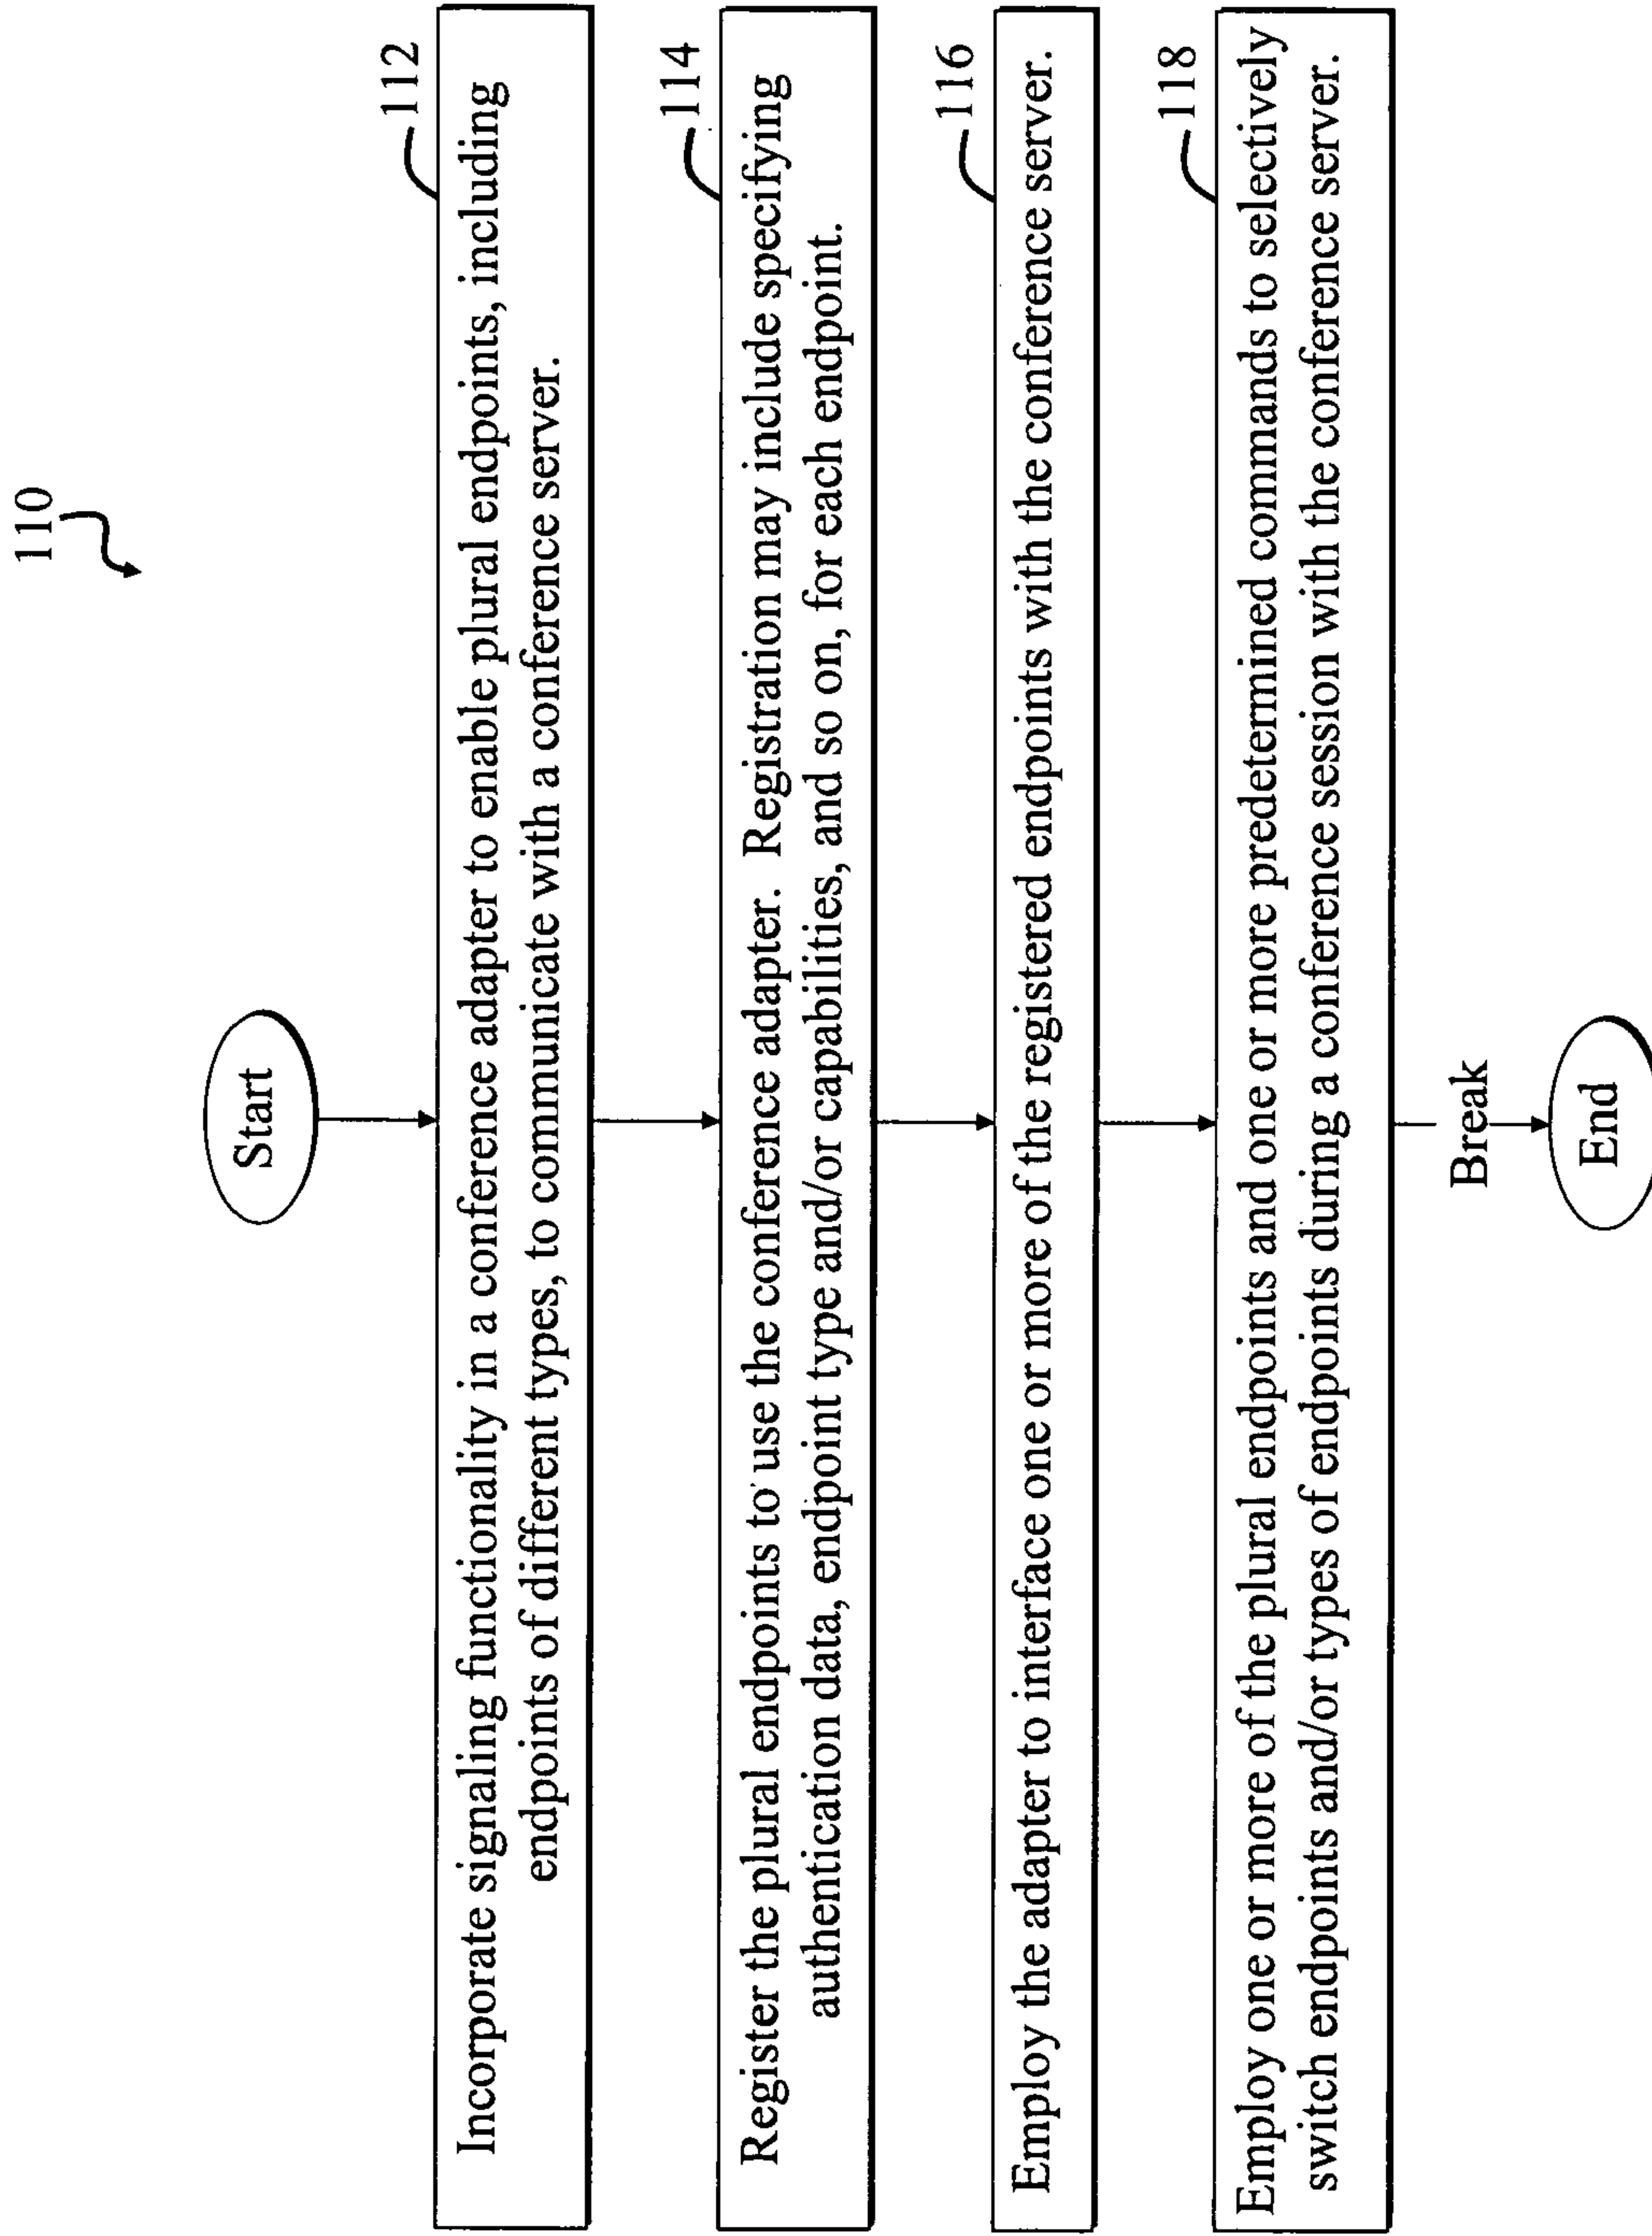 110
Start
112
Incorporate signaling functionality in a conference adapter to enable plural endpoints, including
endpoints of different types, to communicate with a conference server.
114
Register the plural endpoints to use the conference adapter.  Registration may include specifying
authentication data, endpoint type and/or capabilities, and so on, for each endpoint.
116
Employ the adapter to interface one or more of the registered endpoints with the conference server.
118
Employ one or more of the plural endpoints and one or more predetermined commands to selectively
switch endpoints and/or types of endpoints during a conference session with the conference server.
Break
End